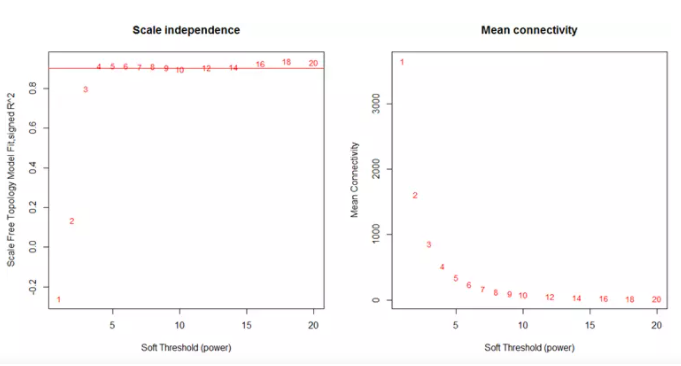 Scale independence
Scale Free Topology Model Fit,signed R^2
-0.2 0.0 0.2 0.4 0.6 0.8
1 2 3 4 5 6 7 8 9 10 12 14 16 18 20
5 10 15 20
Soft Threshold (power)
Mean connectivity
Mean Connectivity
0 1000 2000 3000
1 2 3 4 5 6 7 8 9 10 12 14 16 18 20
5 10 15 20
Soft Threshold (power)